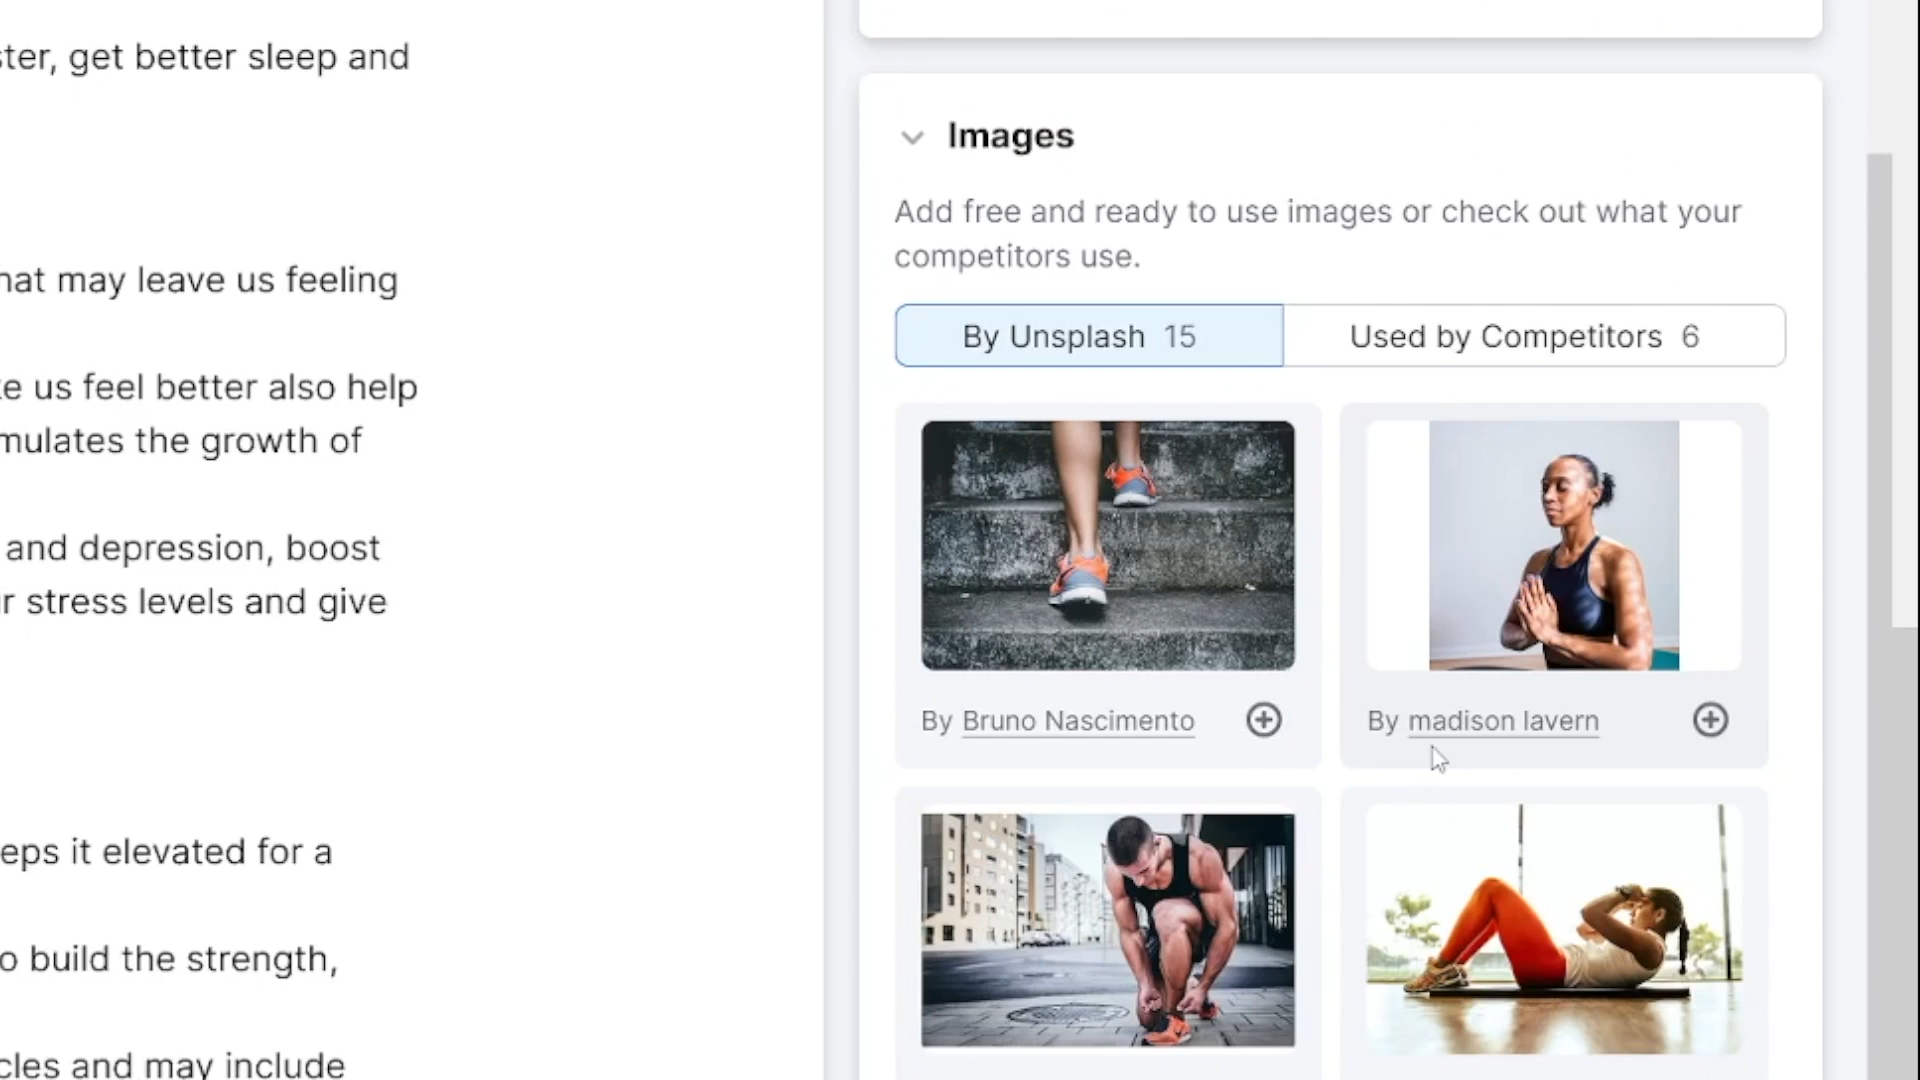 ster, get better sleep and
hat may leave us feeling
ke us feel better also help
mulates the growth of
and depression, boost
r stress levels and give
eeps it elevated for a
o build the strength,
cles and may include
Images
Add free and ready to use images or check out what your
competitors use.
By Unsplash 15
Used by Competitors 6
By Bruno Nascimento
By madison lavern